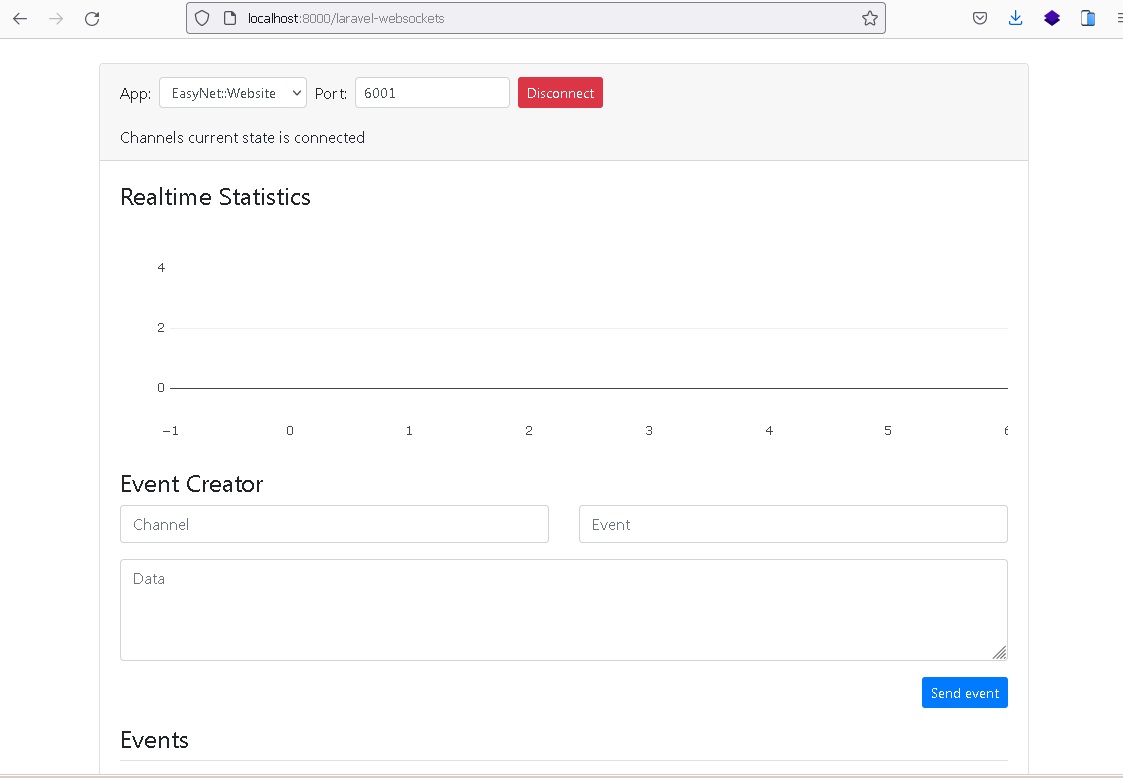 localhost:8000/laravel-websockets
App: EasyNet::Website Port: 6001 Disconnect
Channels current state is connected
Realtime Statistics
4
2
0
−1 0 1 2 3 4 5 6
Event Creator
Channel Event
Data
Send event
Events